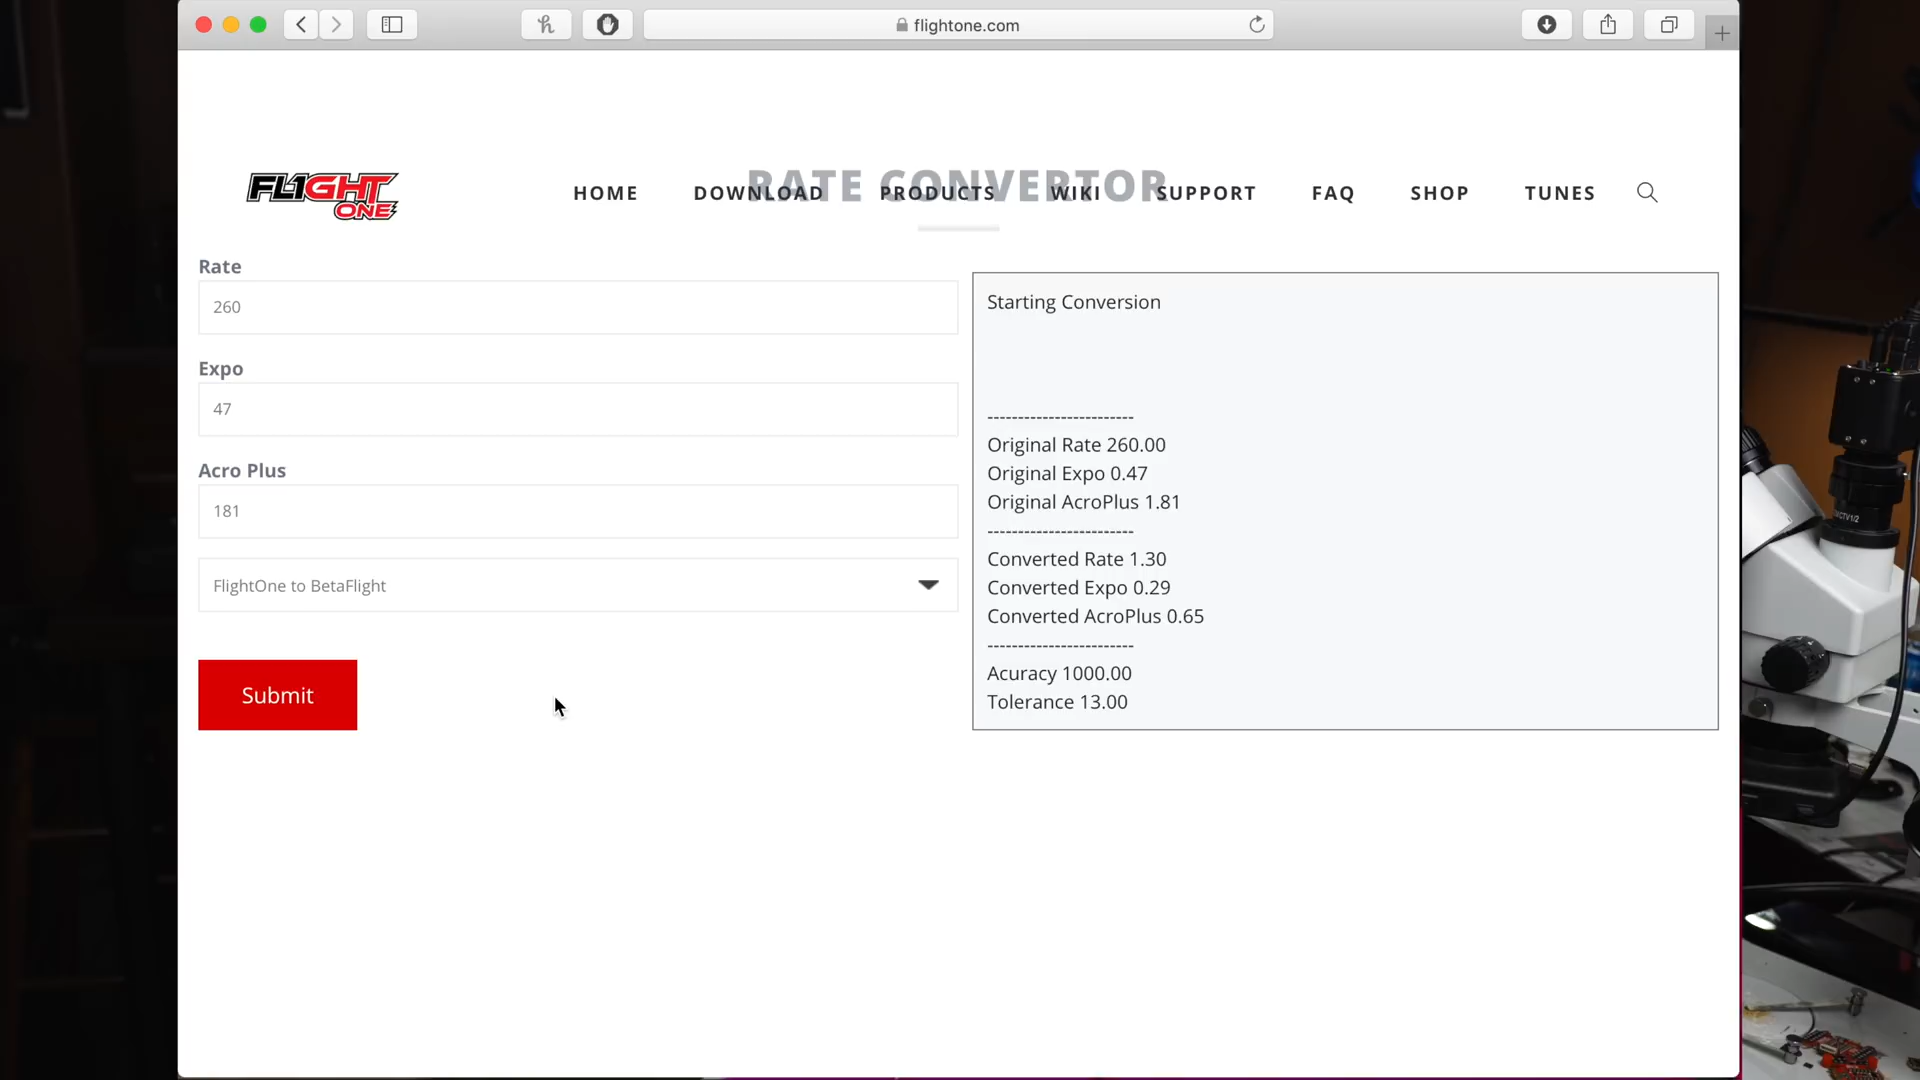 flightone.com
RATE CONVERTOR
FLIGHT ONE
HOME DOWNLOAD PRODUCTS WIKI SUPPORT FAQ SHOP TUNES
Rate
260
Expo
47
Acro Plus
181
FlightOne to BetaFlight
Submit
Starting Conversion
------------------------
Original Rate 260.00
Original Expo 0.47
Original AcroPlus 1.81
------------------------
Converted Rate 1.30
Converted Expo 0.29
Converted AcroPlus 0.65
------------------------
Acuracy 1000.00
Tolerance 13.00